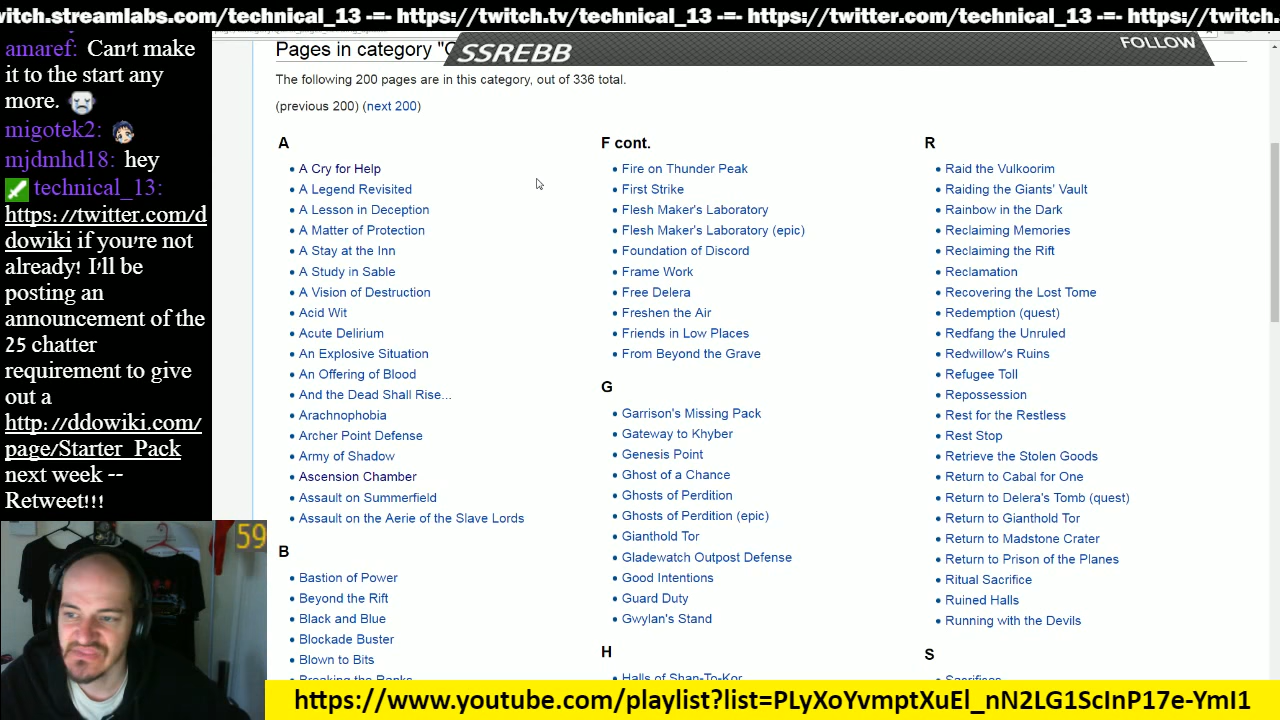 witch.streamlabs.com/technical_13 -=- https://twitch.tv/technical_13 -=- https://twitter.com/technical_13 -=- https://twitch.
amaref: Can't make
it to the start any
more.
migotek2:
mjdmhd18: hey
technical_13:
https://twitter.com/d
dowiki if you're not
already! I'll be
posting an
announcement of the
25 chatter
requirement to give
out a
http://ddowiki.com/
page/Starter_Pack
next week --
Retweet!!!
59
Pages in category "
SSREBB
FOLLOW
The following 200 pages are in this category, out of 336 total.
(previous 200) (next 200)
A
A Cry for Help
A Legend Revisited
A Lesson in Deception
A Matter of Protection
A Stay at the Inn
A Study in Sable
A Vision of Destruction
Acid Wit
Acute Delirium
An Explosive Situation
An Offering of Blood
And the Dead Shall Rise...
Arachnophobia
Archer Point Defense
Army of Shadow
Ascension Chamber
Assault on Summerfield
Assault on the Aerie of the Slave Lords
B
Bastion of Power
Beyond the Rift
Black and Blue
Blockade Buster
Blown to Bits
Breaking the Ranks
F cont.
Fire on Thunder Peak
First Strike
Flesh Maker's Laboratory
Flesh Maker's Laboratory (epic)
Foundation of Discord
Frame Work
Free Delera
Freshen the Air
Friends in Low Places
From Beyond the Grave
G
Garrison's Missing Pack
Gateway to Khyber
Genesis Point
Ghost of a Chance
Ghosts of Perdition
Ghosts of Perdition (epic)
Gianthold Tor
Gladewatch Outpost Defense
Good Intentions
Guard Duty
Gwylan's Stand
H
Halls of Shan-To-Kor
R
Raid the Vulkoorim
Raiding the Giants' Vault
Rainbow in the Dark
Reclaiming Memories
Reclaiming the Rift
Reclamation
Recovering the Lost Tome
Redemption (quest)
Redfang the Unruled
Redwillow's Ruins
Refugee Toll
Repossession
Rest for the Restless
Rest Stop
Retrieve the Stolen Goods
Return to Cabal for One
Return to Delera's Tomb (quest)
Return to Gianthold Tor
Return to Madstone Crater
Return to Prison of the Planes
Ritual Sacrifice
Ruined Halls
Running with the Devils
S
Sacrifices
https://www.youtube.com/playlist?list=PLyXoYvmptXuEl_nN2LG1ScInP17e-YmI1